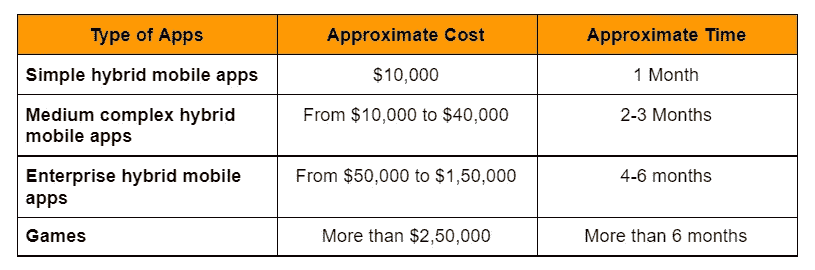 Type of Apps Approximate Cost Approximate Time
Simple hybrid mobile apps $10,000 1 Month
Medium complex hybrid mobile apps From $10,000 to $40,000 2-3 Months
Enterprise hybrid mobile apps From $50,000 to $1,50,000 4-6 months
Games More than $2,50,000 More than 6 months